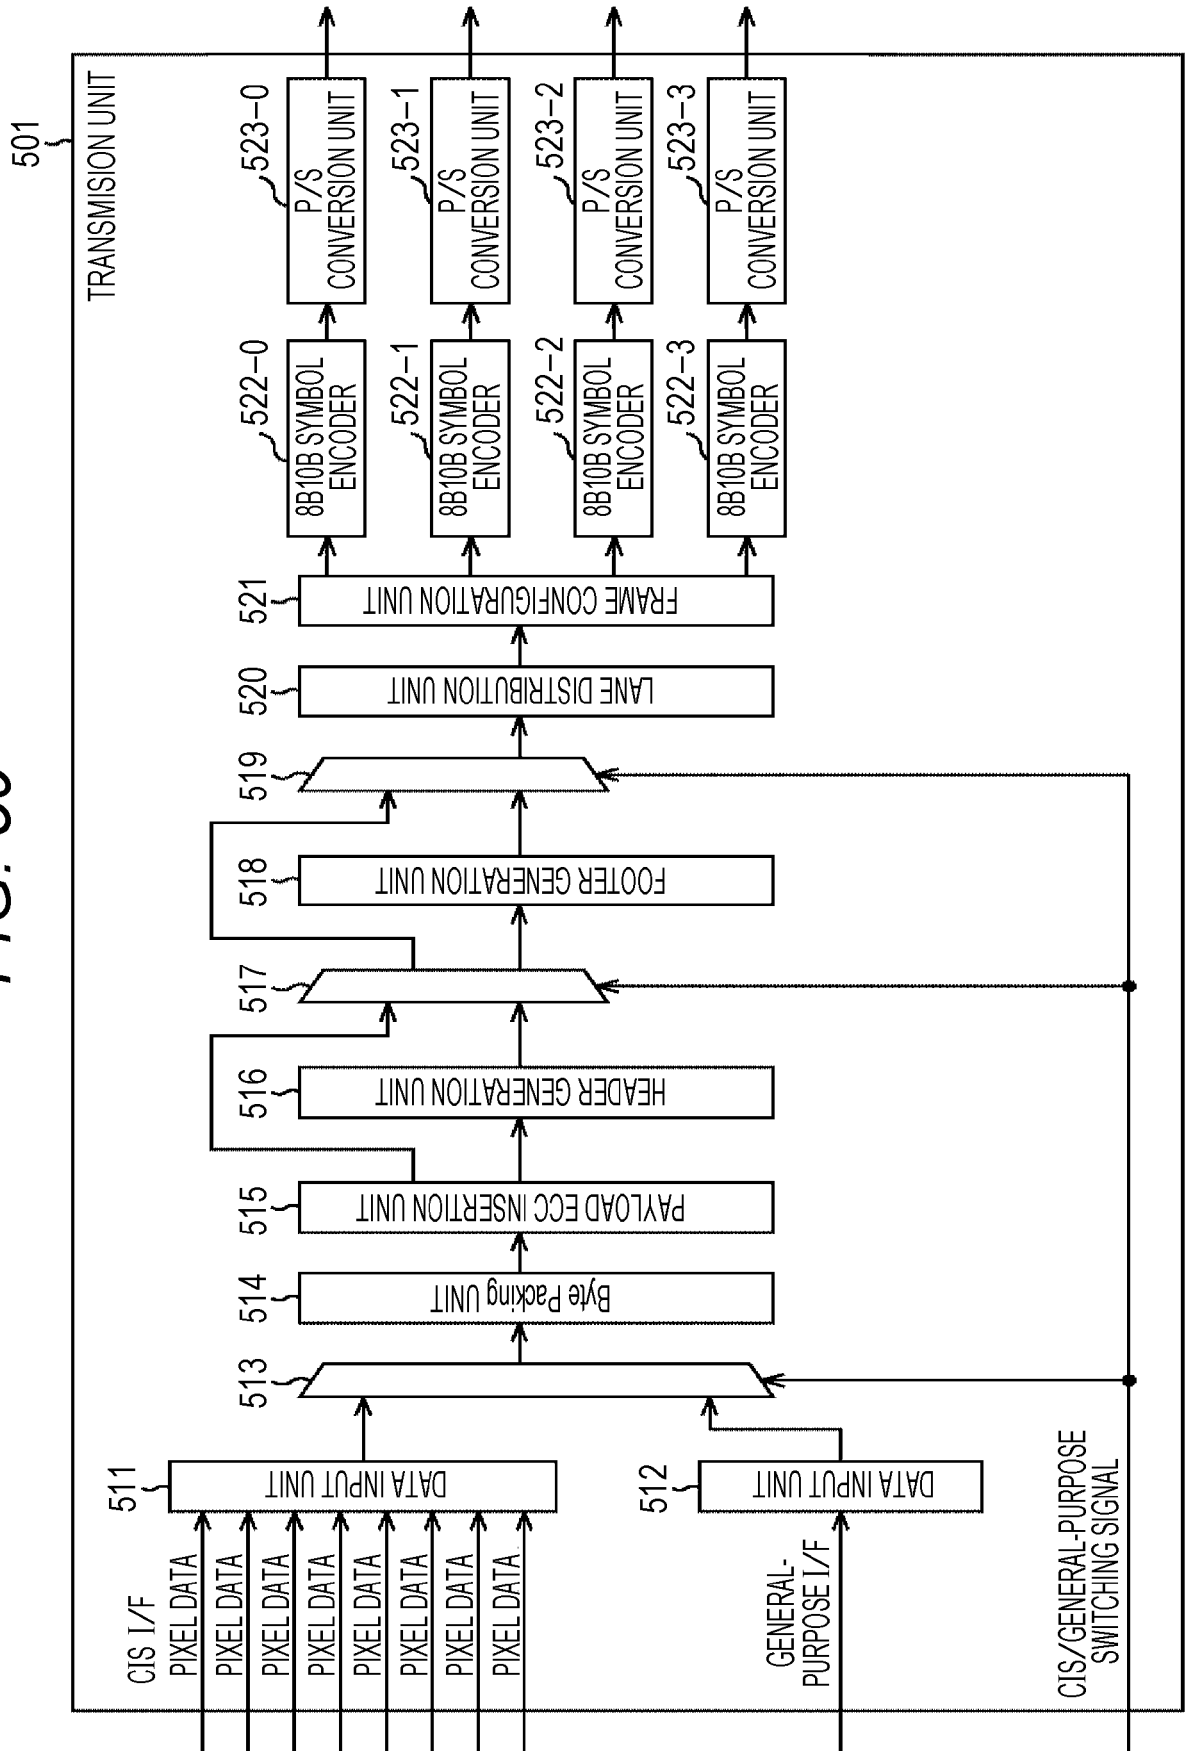 FIG.
501
TRANSMISION UNIT
CIS I/F
PIXEL DATA
PIXEL DATA
PIXEL DATA
PIXEL DATA
PIXEL DATA
PIXEL DATA
PIXEL DATA
PIXEL DATA
511
DATA INPUT UNIT
GENERAL-
PURPOSE I/F
512
DATA INPUT UNIT
CIS/GENERAL-PURPOSE
SWITCHING SIGNAL
513
514
Byte Packing UNIT
515
PAYLOAD ECC INSERTION UNIT
516
HEADER GENERATION UNIT
517
518
FOOTER GENERATION UNIT
519
520
LANE DISTRIBUTION UNIT
521
FRAME CONFIGURATION UNIT
522-0
8B10B SYMBOL
ENCODER
523-0
P/S
CONVERSION UNIT
522-1
8B10B SYMBOL
ENCODER
523-1
P/S
CONVERSION UNIT
522-2
8B10B SYMBOL
ENCODER
523-2
P/S
CONVERSION UNIT
522-3
8B10B SYMBOL
ENCODER
523-3
P/S
CONVERSION UNIT